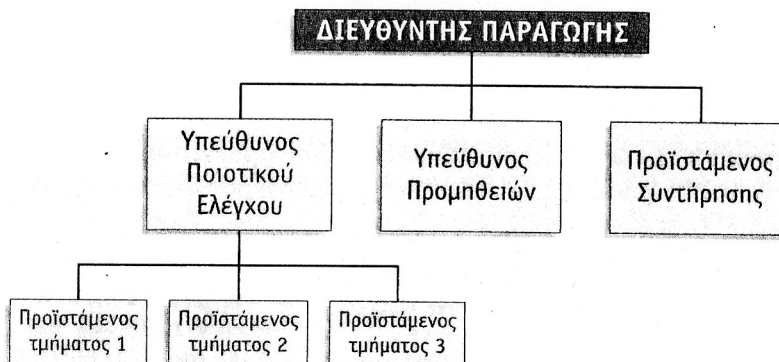 ΔΙΕΥΘΥΝΤΗΣ ΠΑΡΑΓΩΓΗΣ
Υπεύθυνος
Ποιοτικού
Ελέγχου
Υπεύθυνος
Προμηθειών
Προϊστάμενος
Συντήρησης
Προϊστάμενος
τμήματος 1
Προϊστάμενος
τμήματος 2
Προϊστάμενος
τμήματος 3